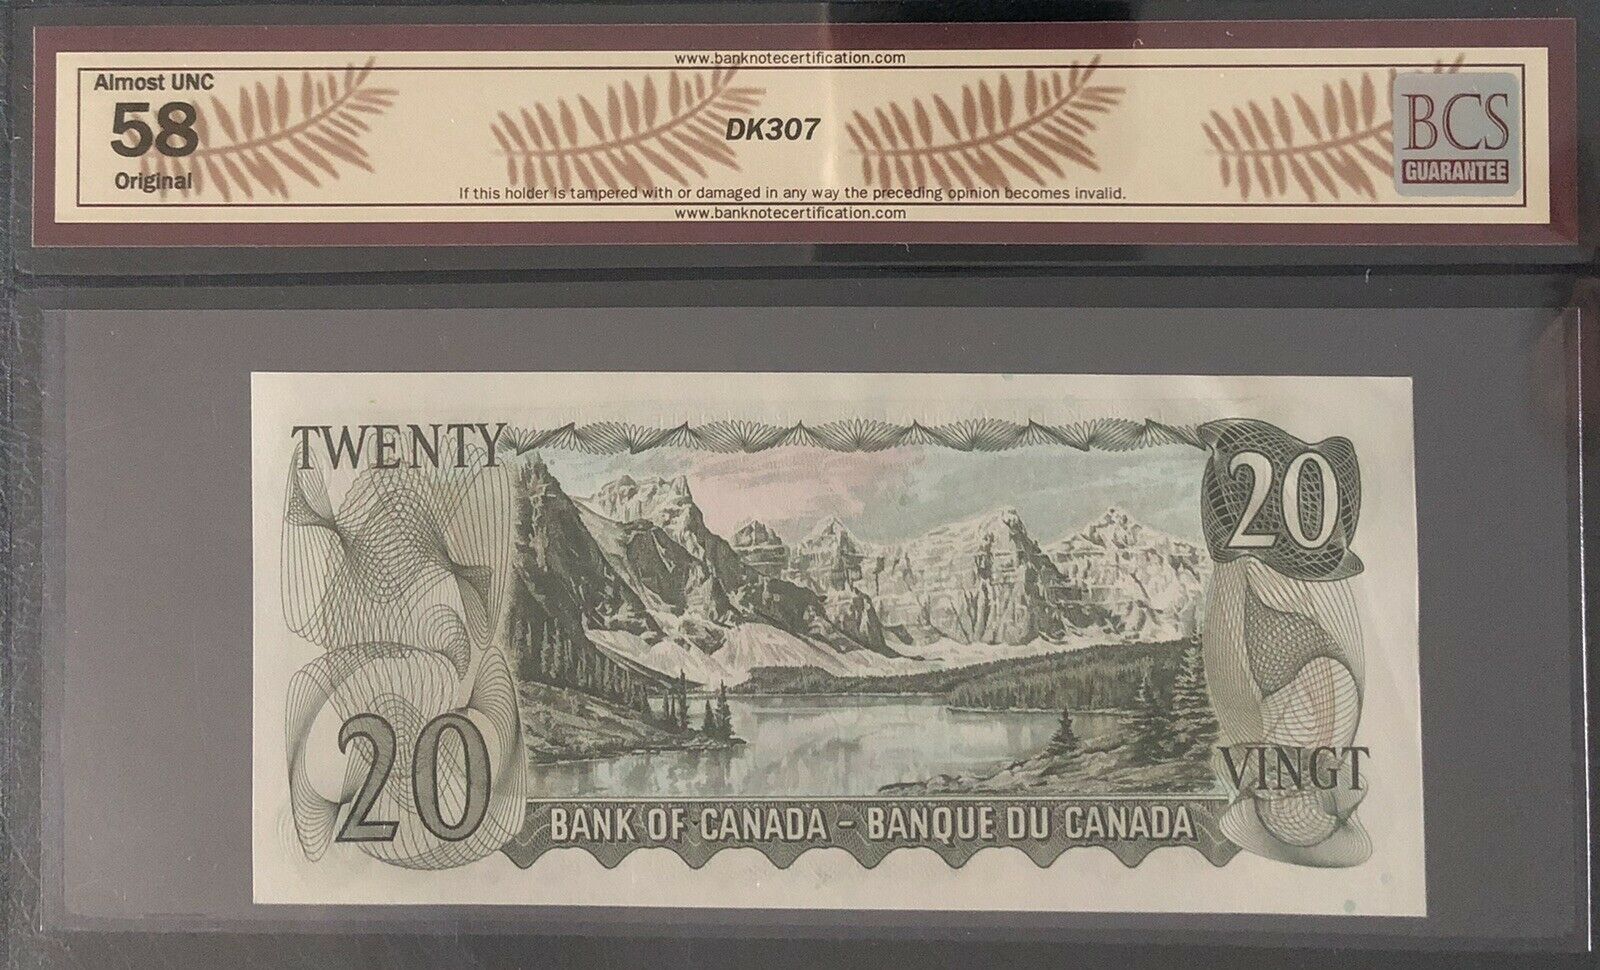 www.banknotecertification.com
Almost UNC
58
Original
DK307
BCS
GUARANTEE
If this holder is tampered with or damaged in any way the preceding opinion becomes invalid.
www.banknotecertification.com
TWENTY
20
20
VINGT
BANK OF CANADA - BANQUE DU CANADA